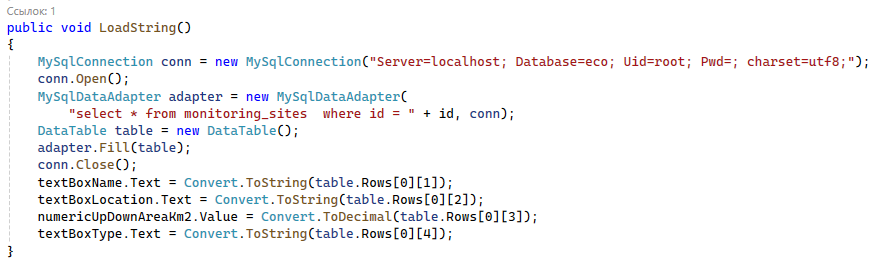 Ссылок: 1
public void LoadString()
{
    MySqlConnection conn = new MySqlConnection("Server=localhost; Database=eco; Uid=root; Pwd=; charset=utf8;");
    conn.Open();
    MySqlDataAdapter adapter = new MySqlDataAdapter(
        "select * from monitoring_sites  where id = " + id, conn);
    DataTable table = new DataTable();
    adapter.Fill(table);
    conn.Close();
    textBoxName.Text = Convert.ToString(table.Rows[0][1]);
    textBoxLocation.Text = Convert.ToString(table.Rows[0][2]);
    numericUpDownAreaKm2.Value = Convert.ToDecimal(table.Rows[0][3]);
    textBoxType.Text = Convert.ToString(table.Rows[0][4]);
}